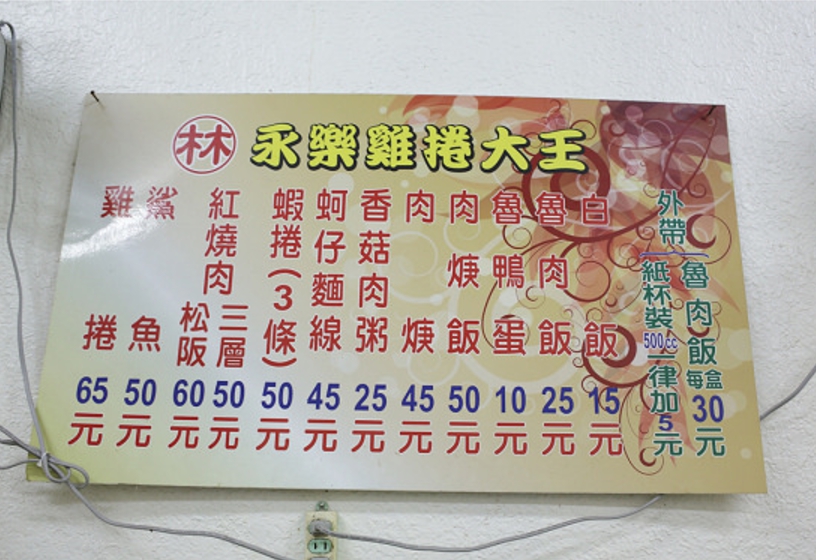 林 永樂雞捲大王
外帶
魯肉飯每盒30元
紙杯裝500cc一律加5元
白飯15元
魯肉飯25元
魯鴨蛋10元
肉焿飯50元
肉焿45元
香菇肉粥25元
蚵仔麵線45元
蝦捲(3條)50元
紅燒肉
三層50元
松阪60元
鯊魚50元
雞捲65元